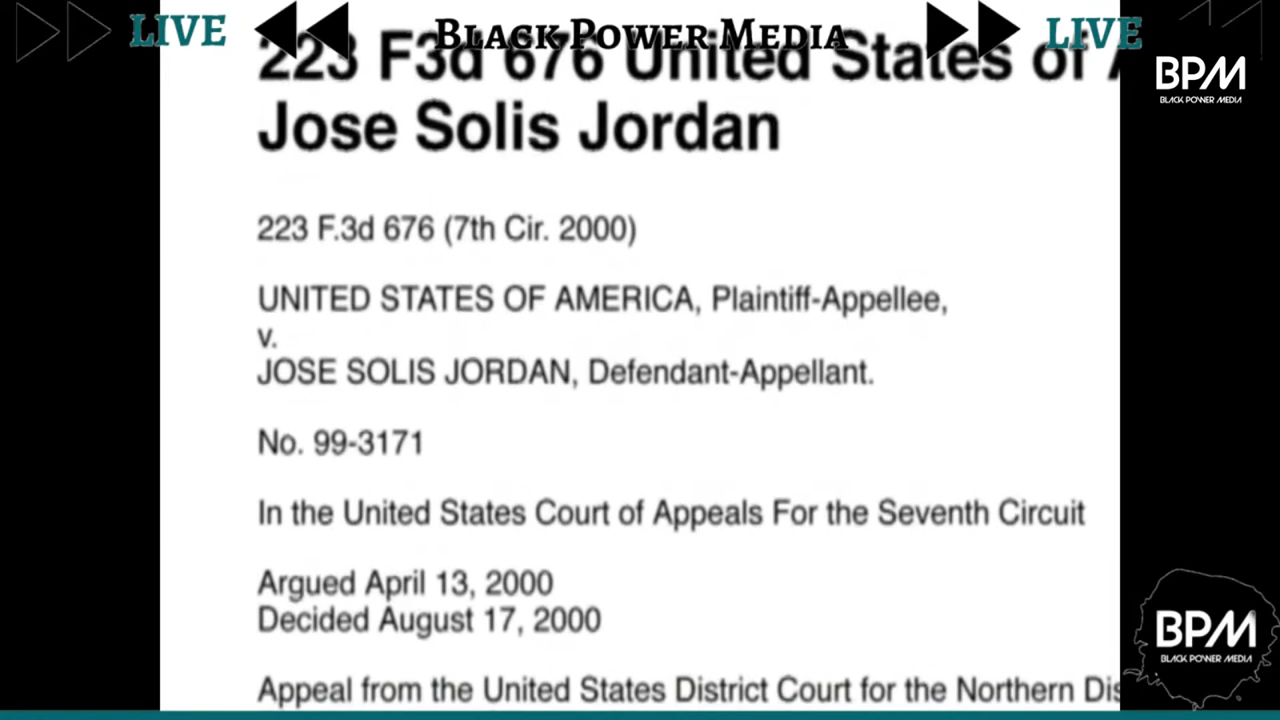 LIVE
BLACK POWER MEDIA
LIVE
223 F3d 676 United States of
Jose Solis Jordan
BPM
BLACK POWER MEDIA
223 F.3d 676 (7th Cir. 2000)
UNITED STATES OF AMERICA, Plaintiff-Appellee,
v.
JOSE SOLIS JORDAN, Defendant-Appellant.
No. 99-3171
In the United States Court of Appeals For the Seventh Circuit
Argued April 13, 2000
Decided August 17, 2000
BPM
BLACK POWER MEDIA
Appeal from the United States District Court for the Northern Dis